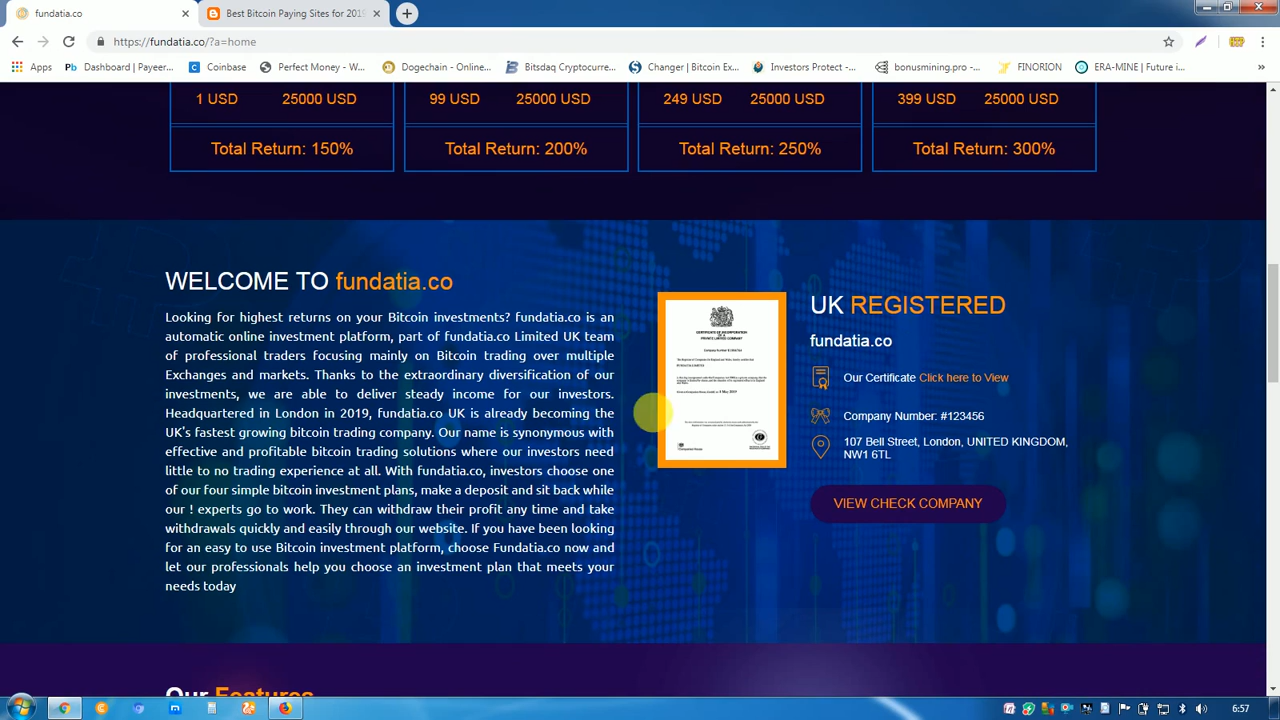 fundatia.co
Best Bitcoin Paying Sites for 201
https://fundatia.co/?a=home
Apps
Dashboard | Payeer...
Coinbase
Perfect Money - W...
Dogechain - Online...
Bitsdaq Cryptocurre...
Changer | Bitcoin Ex...
Investors Protect -...
bonusmining.pro -...
FINORION
ERA-MINE | Future i...
1 USD 25000 USD
99 USD 25000 USD
249 USD 25000 USD
399 USD 25000 USD
Total Return: 150%
Total Return: 200%
Total Return: 250%
Total Return: 300%
WELCOME TO fundatia.co
Looking for highest returns on your Bitcoin investments? fundatia.co is an
automatic online investment platform, part of fundatia.co Limited UK team
of professional traders focusing mainly on Bitcoin trading over multiple
Exchanges and markets. Thanks to the extraordinary diversification of our
investments, we are able to deliver steady income for our investors.
Headquartered in London in 2019, fundatia.co UK is already becoming the
UK's fastest growing bitcoin trading company. Our name is synonymous with
effective and profitable bitcoin trading solutions where our investors need
little to no trading experience at all. With fundatia.co, investors choose one
of our four simple bitcoin investment plans, make a deposit and sit back while
our ! experts go to work. They can withdraw their profit any time and take
withdrawals quickly and easily through our website. If you have been looking
for an easy to use Bitcoin investment platform, choose Fundatia.co now and
let our professionals help you choose an investment plan that meets your
needs today
CERTIFICATE OF INCORPORATION
OF A
PRIVATE LIMITED COMPANY
UK REGISTERED
fundatia.co
Our Certificate Click here to View
Company Number: #123456
107 Bell Street, London, UNITED KINGDOM,
NW1 6TL
VIEW CHECK COMPANY
Our Features
6:57